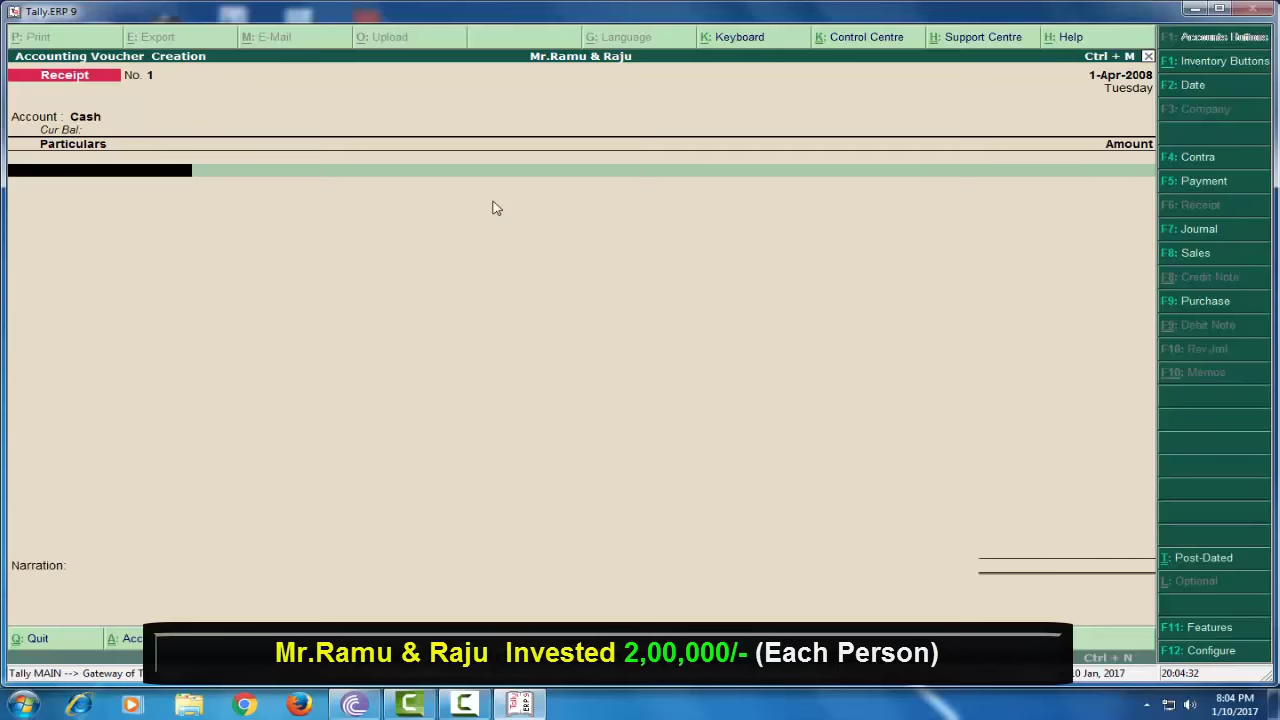 Tally.ERP 9
P: Print E: Export M: E-Mail O: Upload G: Language K: Keyboard K: Control Centre H: Support Centre H: Help
Accounting Voucher Creation Mr.Ramu & Raju Ctrl + M
Receipt No. 1 1-Apr-2008
Tuesday
Account : Cash
Cur Bal:
Particulars Amount
F1: Inventory Buttons
F2: Date
F3: Company
F4: Contra
F5: Payment
F6: Receipt
F7: Journal
F8: Sales
F8: Credit Note
F9: Purchase
F9: Debit Note
F10: Rev Jrnl
F10: Memos
T: Post-Dated
L: Optional
F11: Features
F12: Configure
Narration:
Q: Quit A: Acc
Mr.Ramu & Raju Invested 2,00,000/- (Each Person)
Ctrl + N
Tally MAIN --> Gateway of T 0 Jan, 2017 20:04:32
8:04 PM
1/10/2017